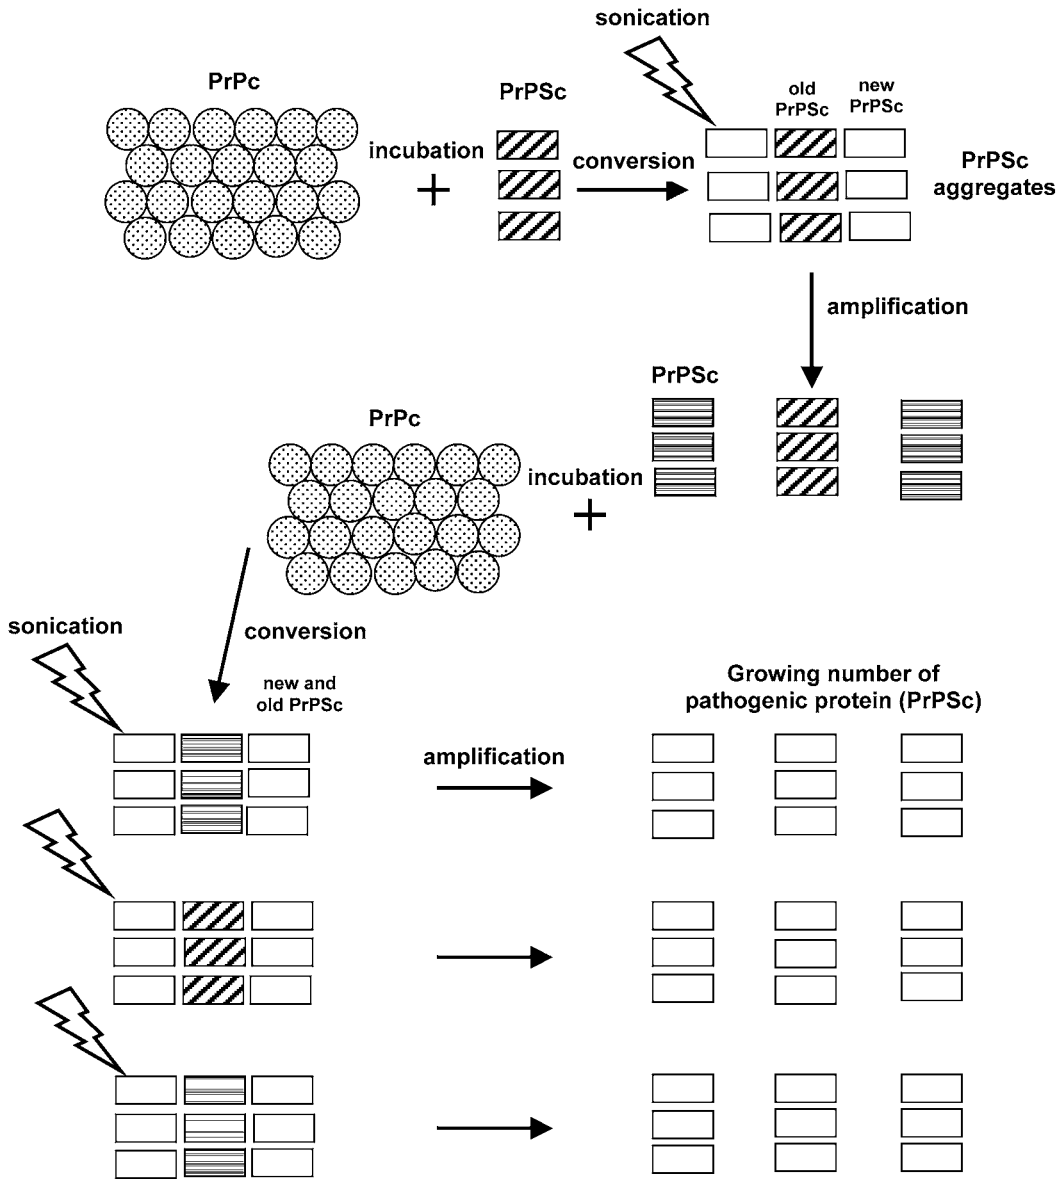 sonication
PrPc
PrPSc
old
PrPSc
new
PrPSc
incubation
+
conversion
PrPSc
aggregates
amplification
PrPSc
PrPc
incubation
+
sonication
conversion
new and
old PrPSc
Growing number of
pathogenic protein (PrPSc)
amplification